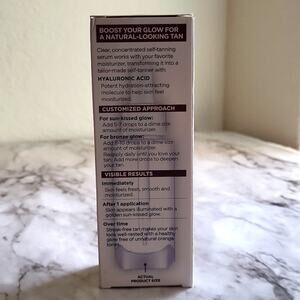 BOOST YOUR GLOW FOR
A NATURAL-LOOKING TAN
Clear, concentrated self-tanning
serum works with your favorite
moisturizer, transforming it into a
tailor-made self-tanner with:
HYALURONIC ACID
Potent hydration-attracting
molecule to help skin feel
moisturized.
CUSTOMIZED APPROACH
For sun-kissed glow:
Add 5-7 drops to a dime size
amount of moisturizer.
For bronze glow:
Add 8-10 drops to a dime size
amount of moisturizer.
Reapply daily until you love your
tan. Add more drops to deepen
your tan.
VISIBLE RESULTS
Immediately
Skin feels fresh, smooth and
moisturized.
After 1 application
Skin appears illuminated with a
golden sun-kissed glow.
Over time
Streak-free tan makes your skin
look well-rested with a healthy
glow free of unnatural orange
tones.
ACTUAL
PRODUCT SIZE